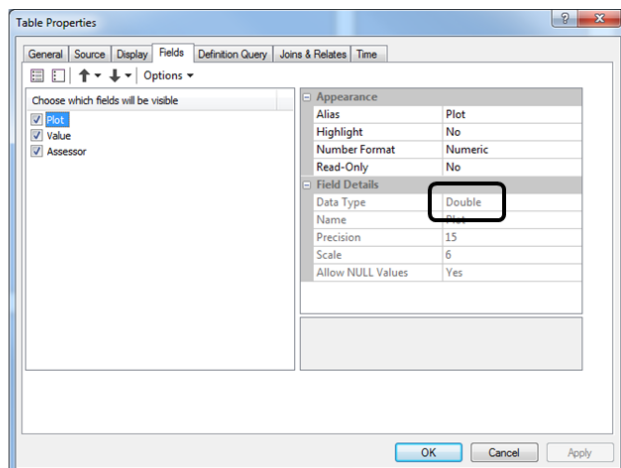 Table Properties
General Source Display Fields Definition Query Joins & Relates Time
Options
Choose which fields will be visible
Plot
Value
Assessor
Appearance
Alias Plot
Highlight No
Number Format Numeric
Read-Only No
Field Details
Data Type Double
Name Plot
Precision 15
Scale 6
Allow NULL Values Yes
OK Cancel Apply